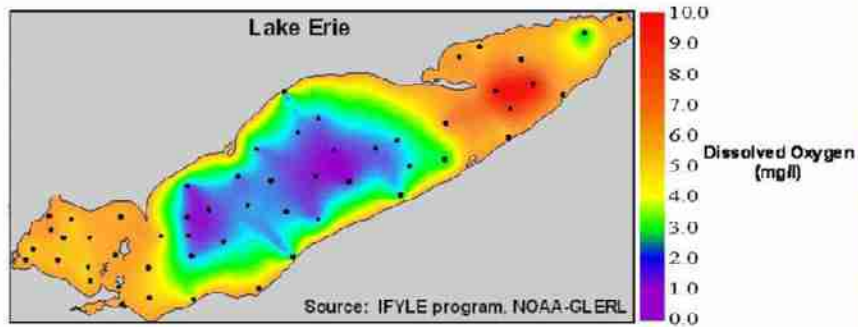 Lake Erie
10.0
9.0
8.0
7.0
6.0
5.0
4.0
3.0
2.0
1.0
0.0
Dissolved Oxygen
(mg/l)
Source: IFYLE program, NOAA-GLERL